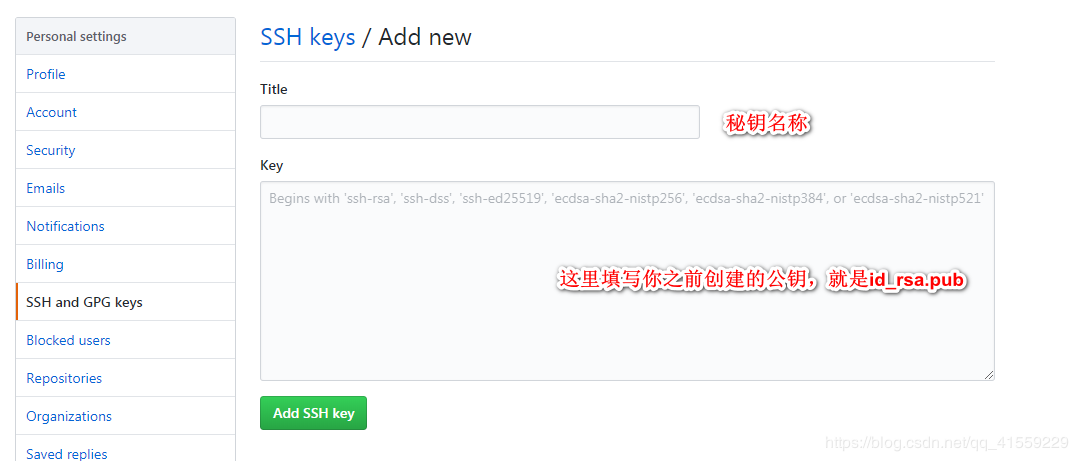 Personal settings
Profile
Account
Security
Emails
Notifications
Billing
SSH and GPG keys
Blocked users
Repositories
Organizations
Saved replies
SSH keys / Add new
Title
秘钥名称
Key
Begins with 'ssh-rsa', 'ssh-dss', 'ssh-ed25519', 'ecdsa-sha2-nistp256', 'ecdsa-sha2-nistp384', or 'ecdsa-sha2-nistp521'
这里填写你之前创建的公钥，就是id_rsa.pub
Add SSH key
https://blog.csdn.net/qq_41559229